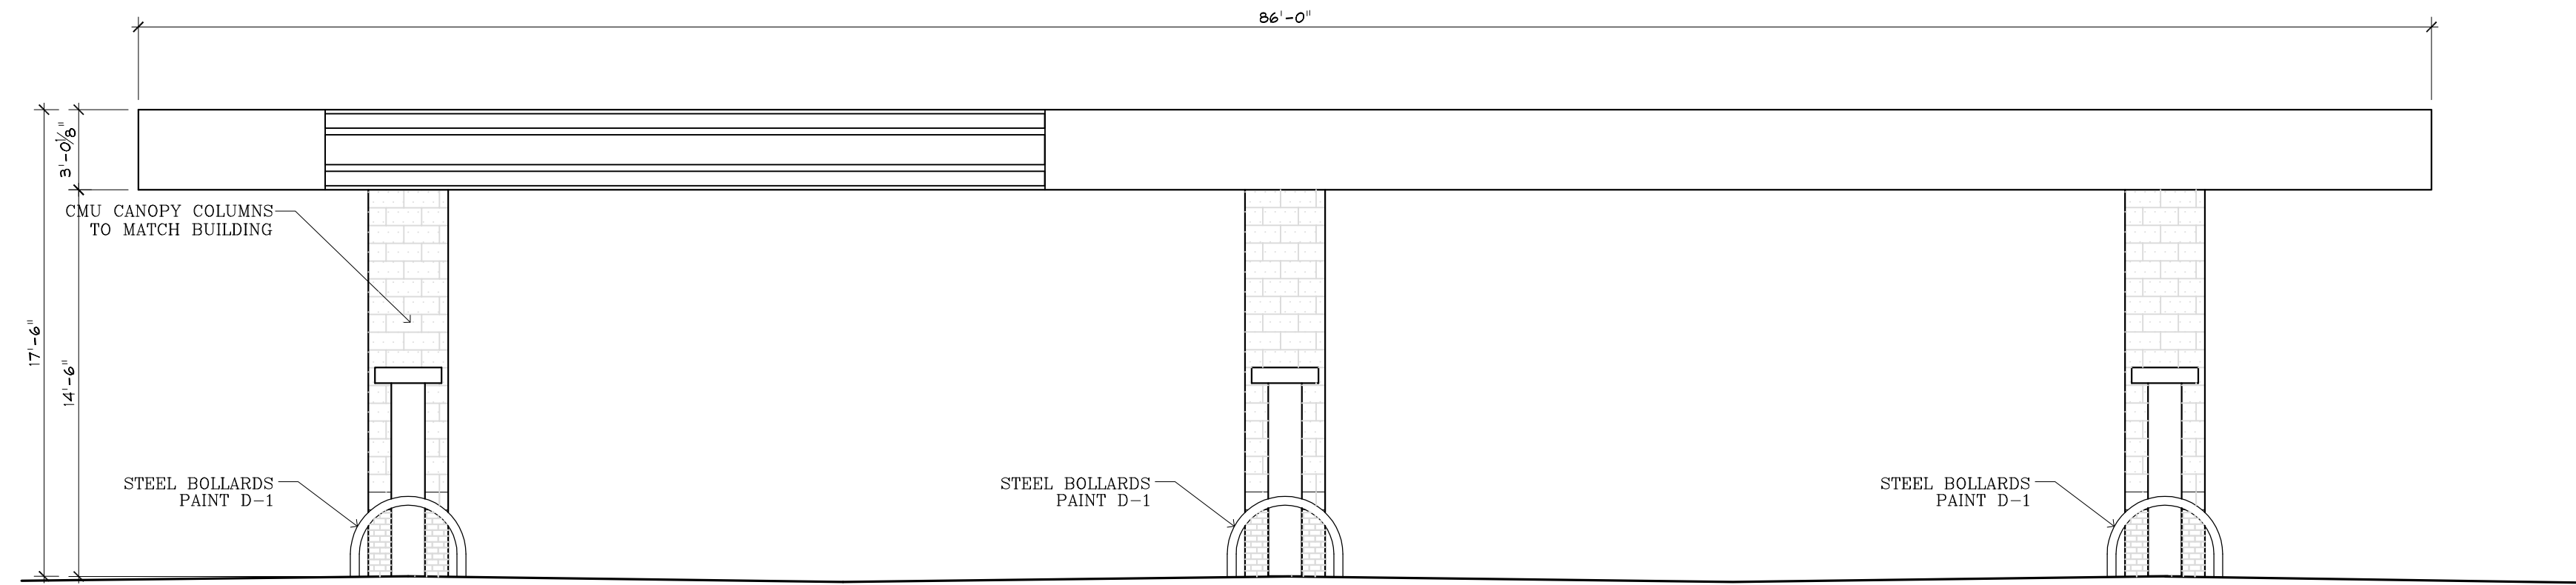 86'-0"
3'-0⅛"
CMU CANOPY COLUMNS
TO MATCH BUILDING
17'-6"
14'-6"
STEEL BOLLARDS
PAINT D-1
STEEL BOLLARDS
PAINT D-1
STEEL BOLLARDS
PAINT D-1